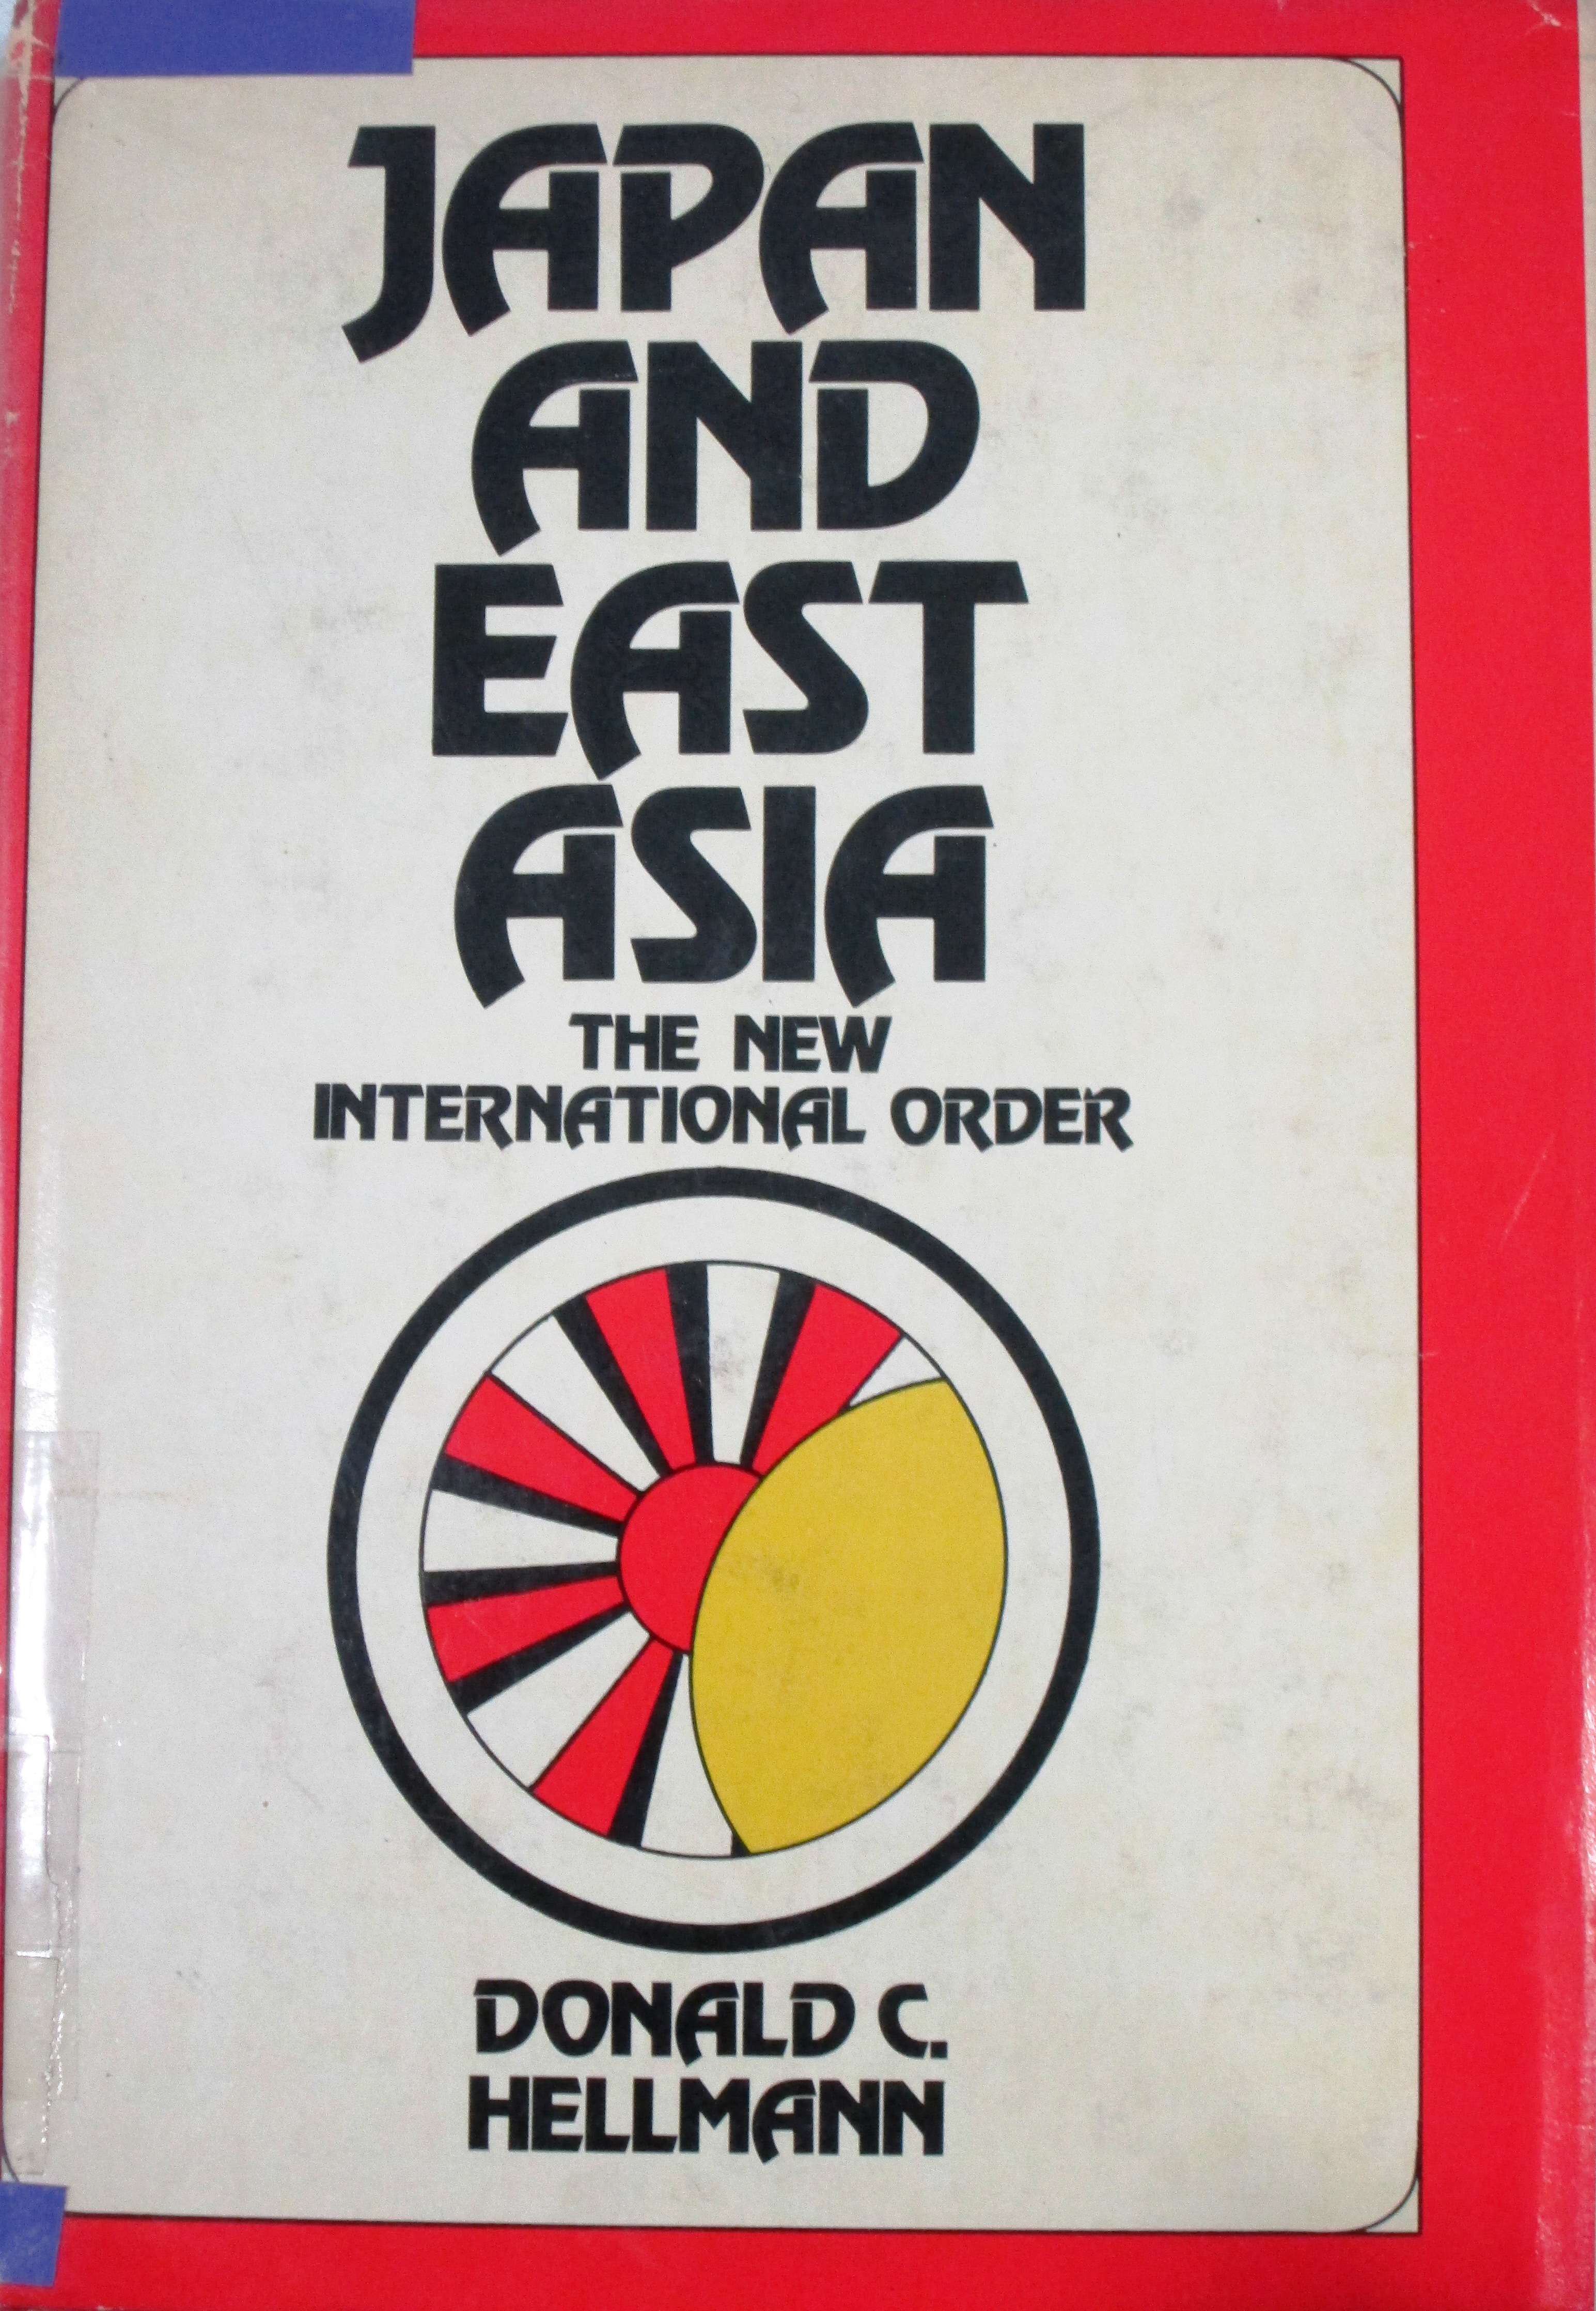 JAPAN
AND
EAST
ASIA
THE NEW
INTERNATIONAL ORDER
DONALD C.
HELLMANN